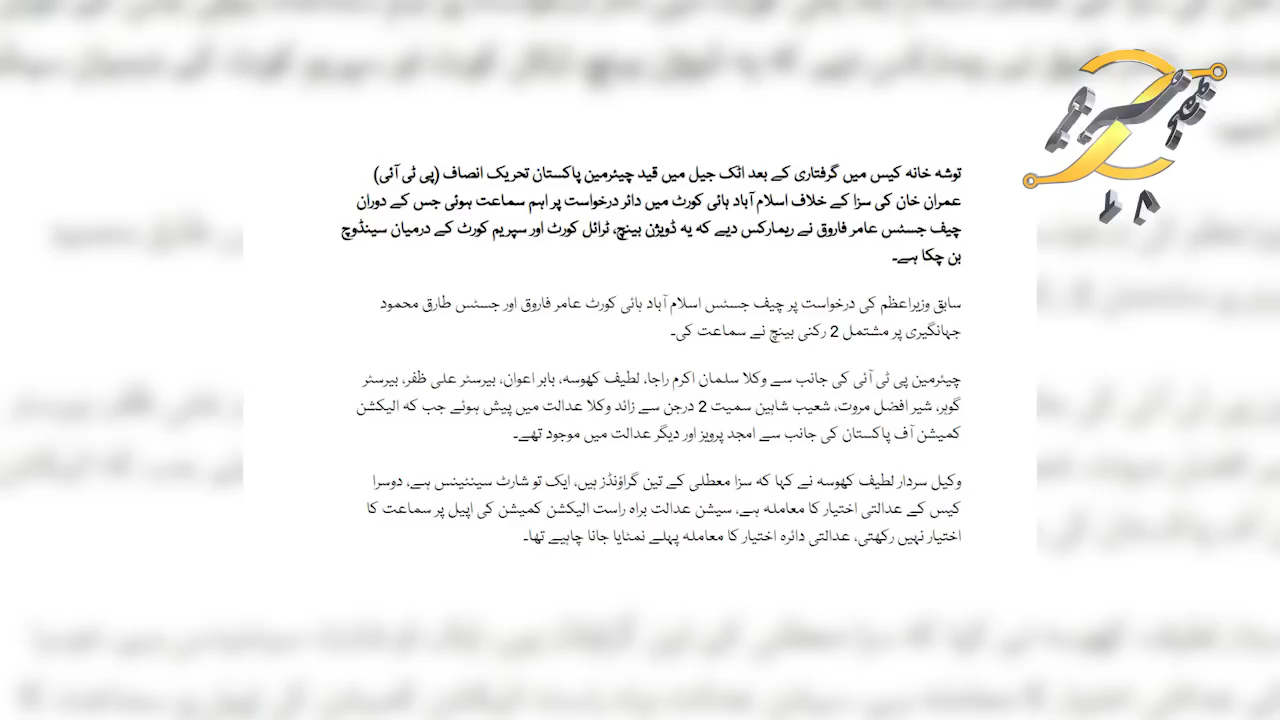 توشہ خانہ کیس میں گرفتاری کے بعد اٹک جیل میں قید چیئرمین پاکستان تحریک انصاف (پی ٹی آئی)
عمران خان کی سزا کے خلاف اسلام آباد ہائی کورٹ میں دائر درخواست پر اہم سماعت ہوئی جس کے دوران
چیف جسٹس عامر فاروق نے ریمارکس دیے کہ یہ ڈویژن بینچ، ٹرائل کورٹ اور سپریم کورٹ کے درمیان سینڈوچ
بن چکا ہے۔
سابق وزیراعظم کی درخواست پر چیف جسٹس اسلام آباد ہائی کورٹ عامر فاروق اور جسٹس طارق محمود
جہانگیری پر مشتمل 2 رکنی بینچ نے سماعت کی۔
چیئرمین پی ٹی آئی کی جانب سے وکلا سلمان اکرم راجا، لطیف کھوسہ، بابر اعوان، بیرسٹر علی ظفر، بیرسٹر
گوہر، شیر افضل مروت، شعیب شاہین سمیت 2 درجن سے زائد وکلا عدالت میں پیش ہوئے جب کہ الیکشن
کمیشن آف پاکستان کی جانب سے امجد پرویز اور دیگر عدالت میں موجود تھے۔
وکیل سردار لطیف کھوسہ نے کہا کہ سزا معطلی کے تین گراؤنڈز ہیں، ایک تو شارٹ سینٹینس ہے، دوسرا
کیس کے عدالتی اختیار کا معاملہ ہے، سیشن عدالت براہ راست الیکشن کمیشن کی اپیل پر سماعت کا
اختیار نہیں رکھتی، عدالتی دائرہ اختیار کا معاملہ پہلے نمٹایا جانا چاہیے تھا۔